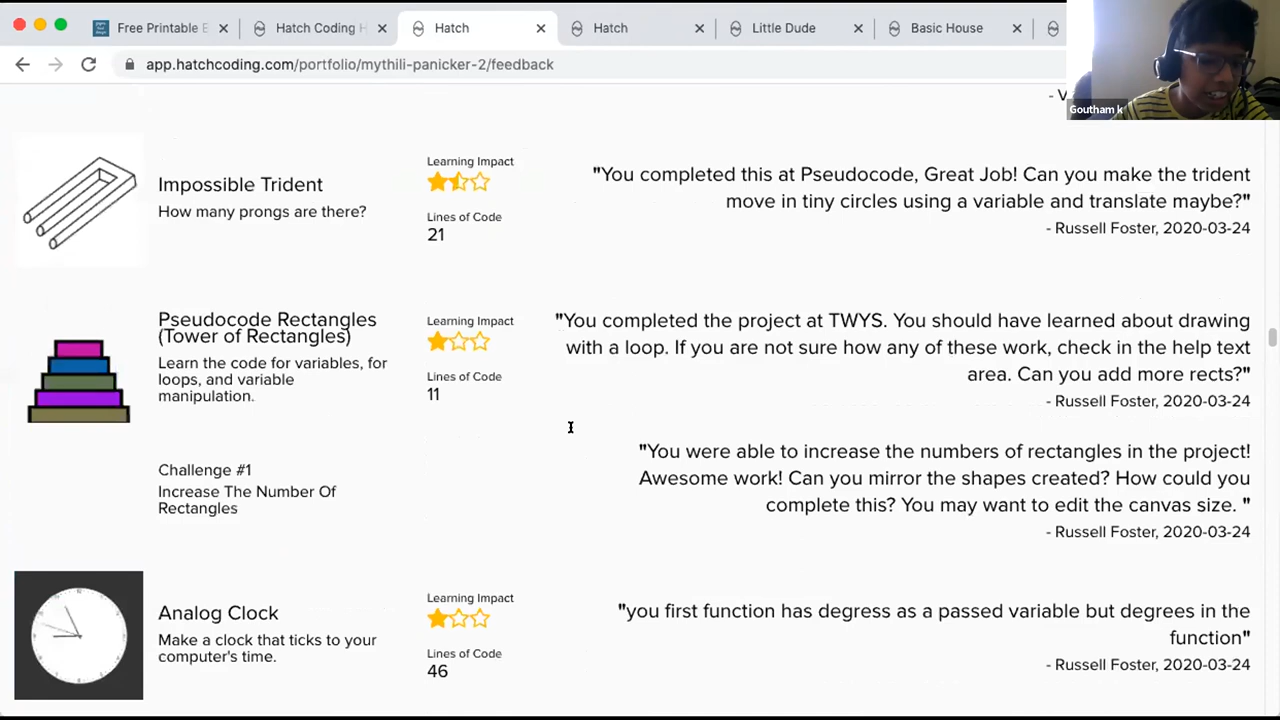 Free Printable E
Hatch Coding H
Hatch
Hatch
Little Dude
Basic House
app.hatchcoding.com/portfolio/mythili-panicker-2/feedback
- V
Goutham k
Impossible Trident
How many prongs are there?
Learning Impact
Lines of Code
21
"You completed this at Pseudocode, Great Job! Can you make the trident
move in tiny circles using a variable and translate maybe?"
- Russell Foster, 2020-03-24
Pseudocode Rectangles
(Tower of Rectangles)
Learn the code for variables, for
loops, and variable
manipulation.
Learning Impact
Lines of Code
11
"You completed the project at TWYS. You should have learned about drawing
with a loop. If you are not sure how any of these work, check in the help text
area. Can you add more rects?"
- Russell Foster, 2020-03-24
Challenge #1
Increase The Number Of
Rectangles
"You were able to increase the numbers of rectangles in the project!
Awesome work! Can you mirror the shapes created? How could you
complete this? You may want to edit the canvas size. "
- Russell Foster, 2020-03-24
Analog Clock
Make a clock that ticks to your
computer's time.
Learning Impact
Lines of Code
46
"you first function has degress as a passed variable but degrees in the
function"
- Russell Foster, 2020-03-24